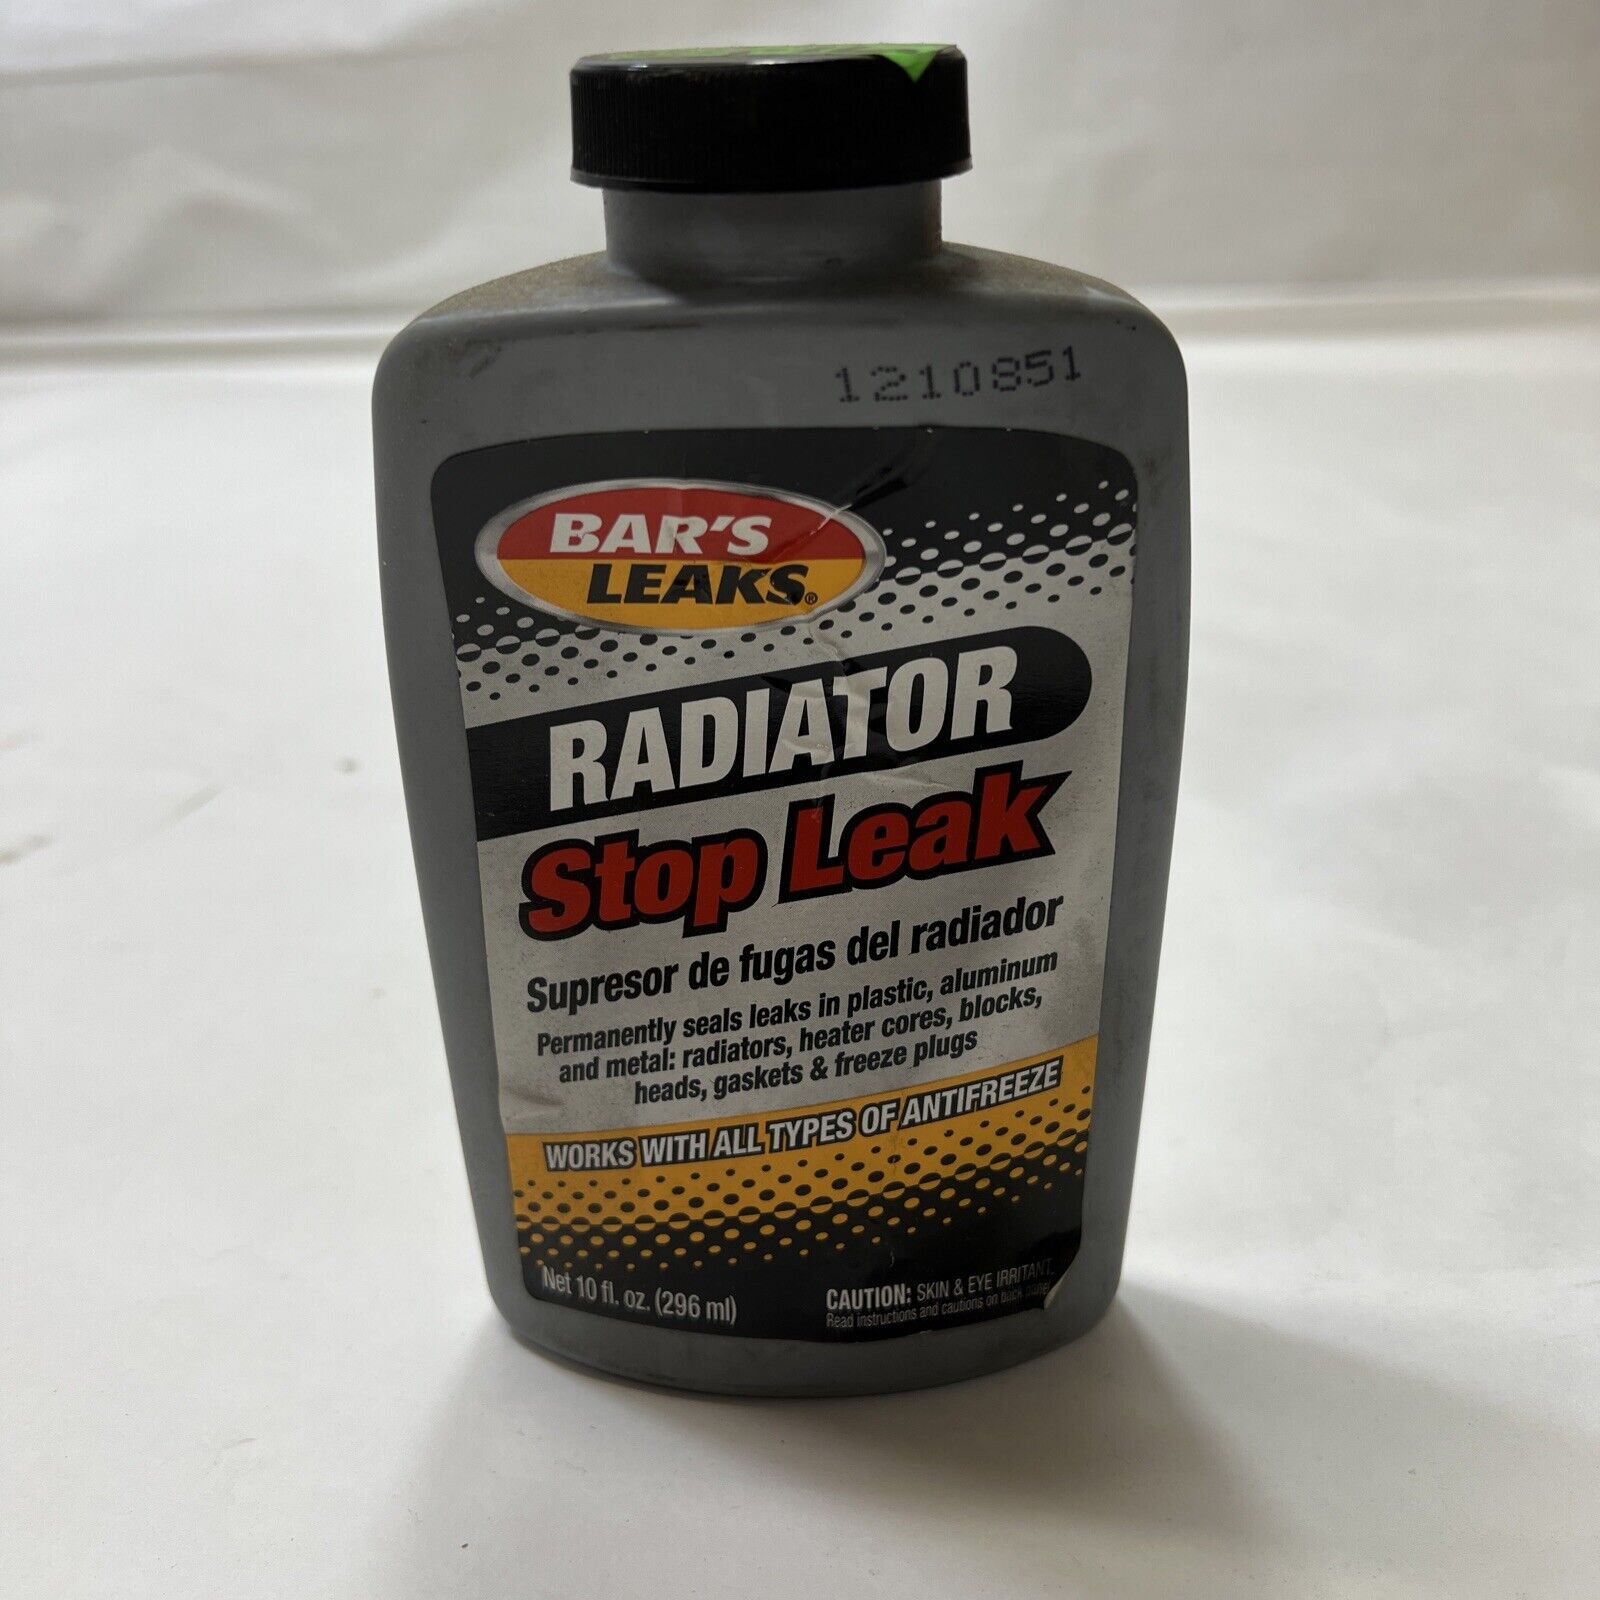 1210851
BAR'S
LEAKS®
RADIATOR
Stop Leak
Supresor de fugas del radiador
Permanently seals leaks in plastic, aluminum
and metal: radiators, heater cores, blocks,
heads, gaskets & freeze plugs
WORKS WITH ALL TYPES OF ANTIFREEZE
Net 10 fl. oz. (296 ml)
CAUTION: SKIN & EYE IRRITANT.
Read instructions and cautions on back panel